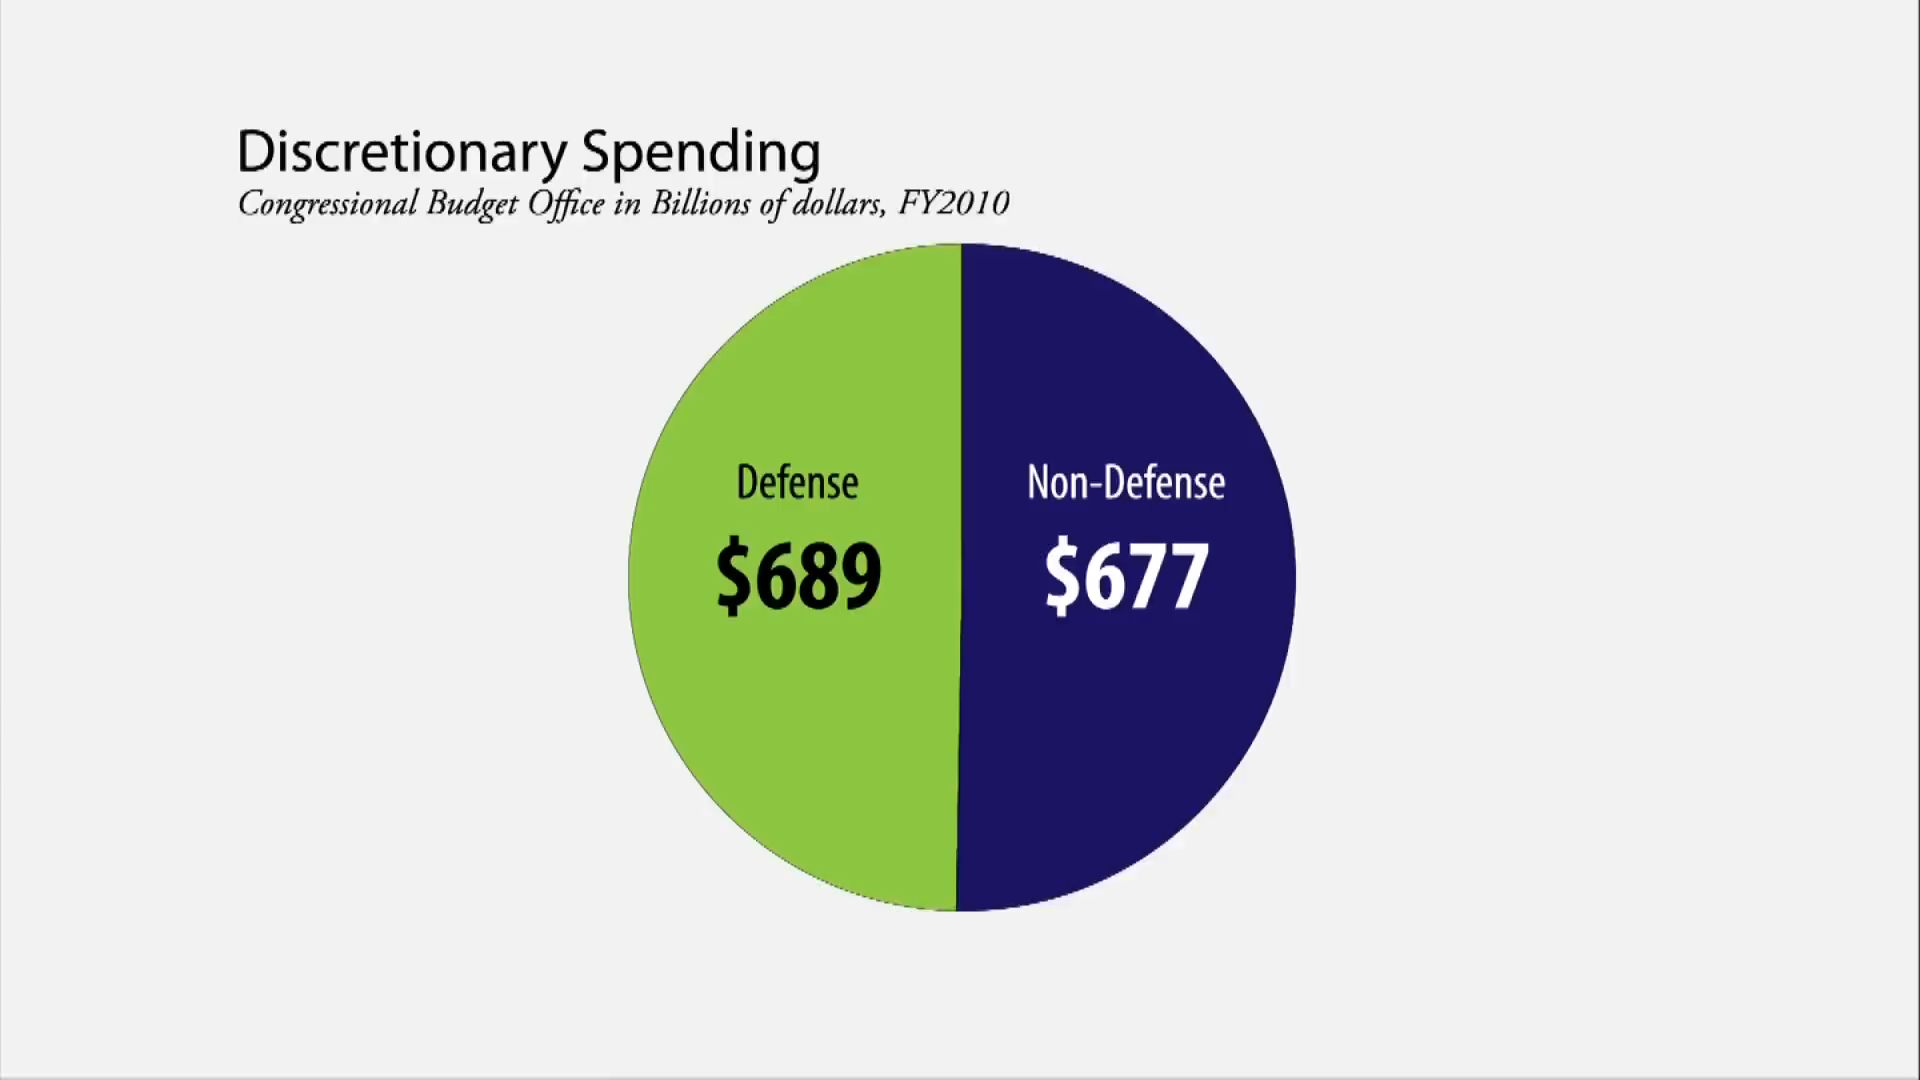 Discretionary Spending
Congressional Budget Office in Billions of dollars, FY2010
Defense
$689
Non-Defense
$677